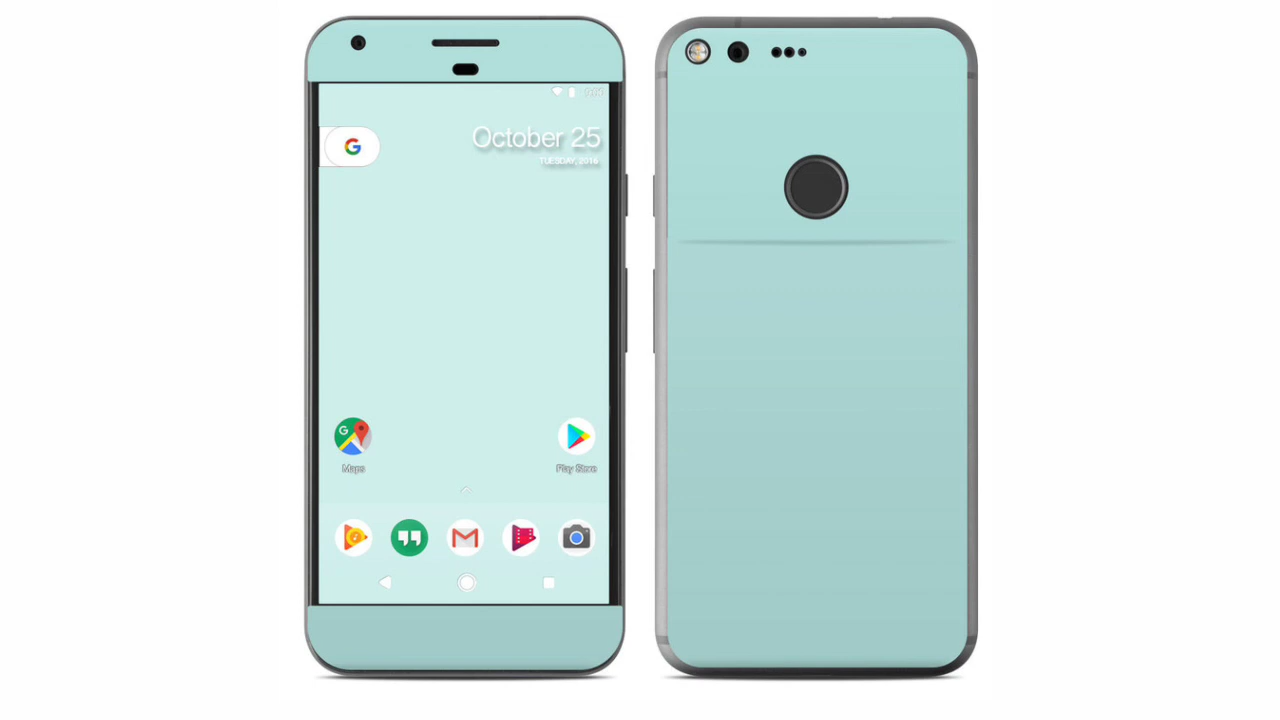 G
October 25
TUESDAY, 2016
G
Maps
Play Store